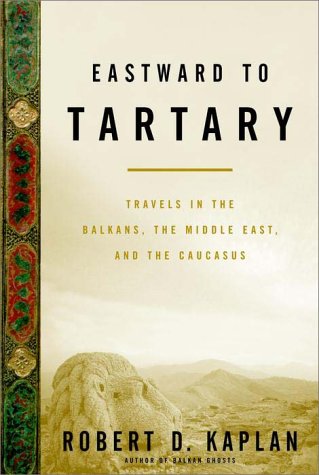 EASTWARD TO
TARTARY
TRAVELS IN THE
BALKANS, THE MIDDLE EAST,
AND THE CAUCASUS
ROBERT D. KAPLAN
AUTHOR OF BALKAN GHOSTS